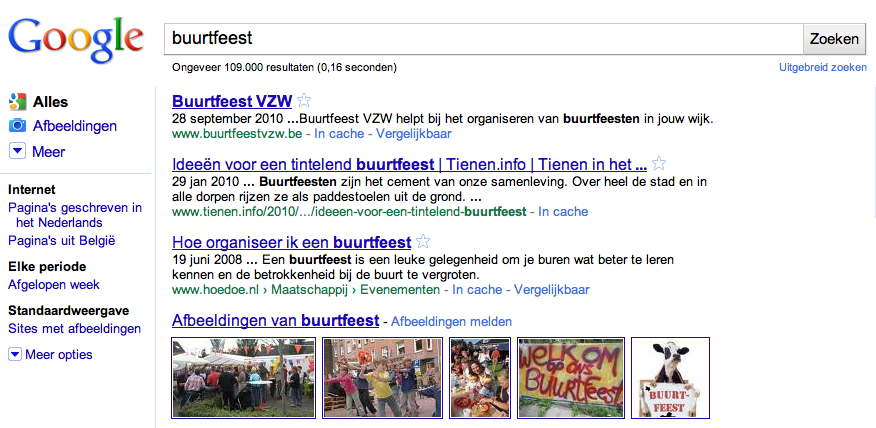 Google
buurtfeest
Zoeken
Ongeveer 109.000 resultaten (0,16 seconden)
Uitgebreid zoeken
Alles
Afbeeldingen
Meer
Internet
Pagina's geschreven in
het Nederlands
Pagina's uit België
Elke periode
Afgelopen week
Standaardweergave
Sites met afbeeldingen
Meer opties
Buurtfeest VZW
28 september 2010 ...Buurtfeest VZW helpt bij het organiseren van buurtfeesten in jouw wijk.
www.buurtfeestvzw.be - In cache - Vergelijkbaar
Ideeën voor een tintelend buurtfeest | Tienen.info | Tienen in het ...
29 jan 2010 ... Buurtfeesten zijn het cement van onze samenleving. Over heel de stad en in
alle dorpen rijzen ze als paddestoelen uit de grond. ...
www.tienen.info/2010/.../ideeen-voor-een-tintelend-buurtfeest - In cache
Hoe organiseer ik een buurtfeest
19 juni 2008 ... Een buurtfeest is een leuke gelegenheid om je buren wat beter te leren
kennen en de betrokkenheid bij de buurt te vergroten.
www.hoedoe.nl › Maatschappij › Evenementen - In cache - Vergelijkbaar
Afbeeldingen van buurtfeest - Afbeeldingen melden
WELKOM
OP ONS
BUURTFEEST
BUURT-
FEEST